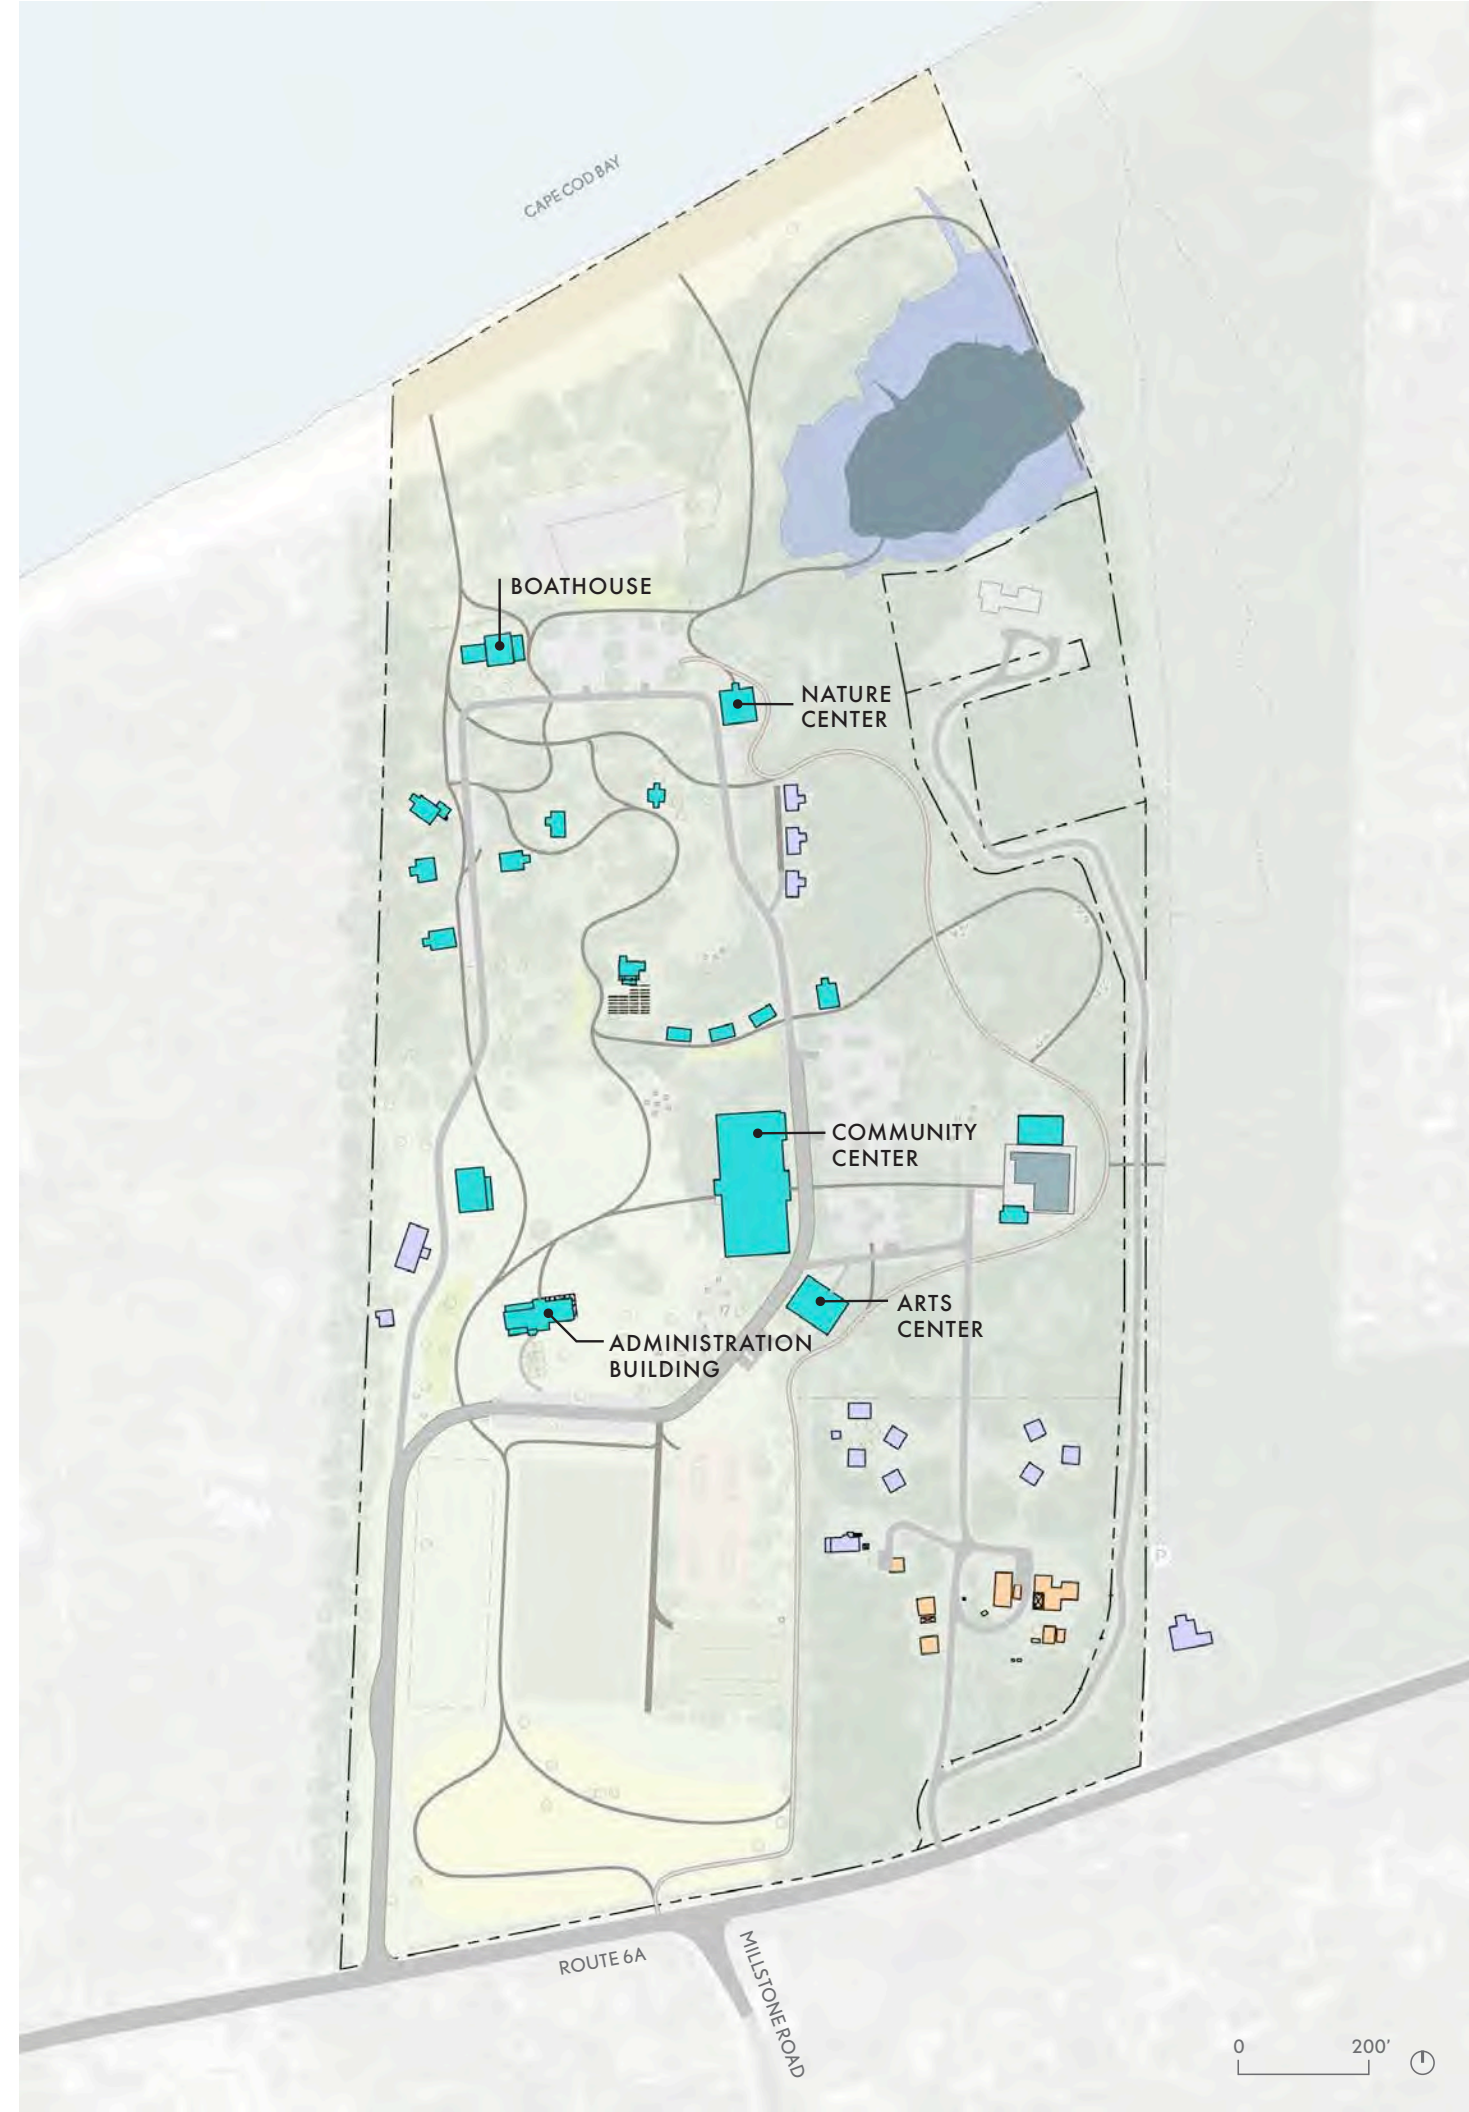 CAPE COD BAY
BOATHOUSE
NATURE
CENTER
COMMUNITY
CENTER
ARTS
CENTER
ADMINISTRATION
BUILDING
P
ROUTE 6A
MILLSTONE ROAD
0 200'